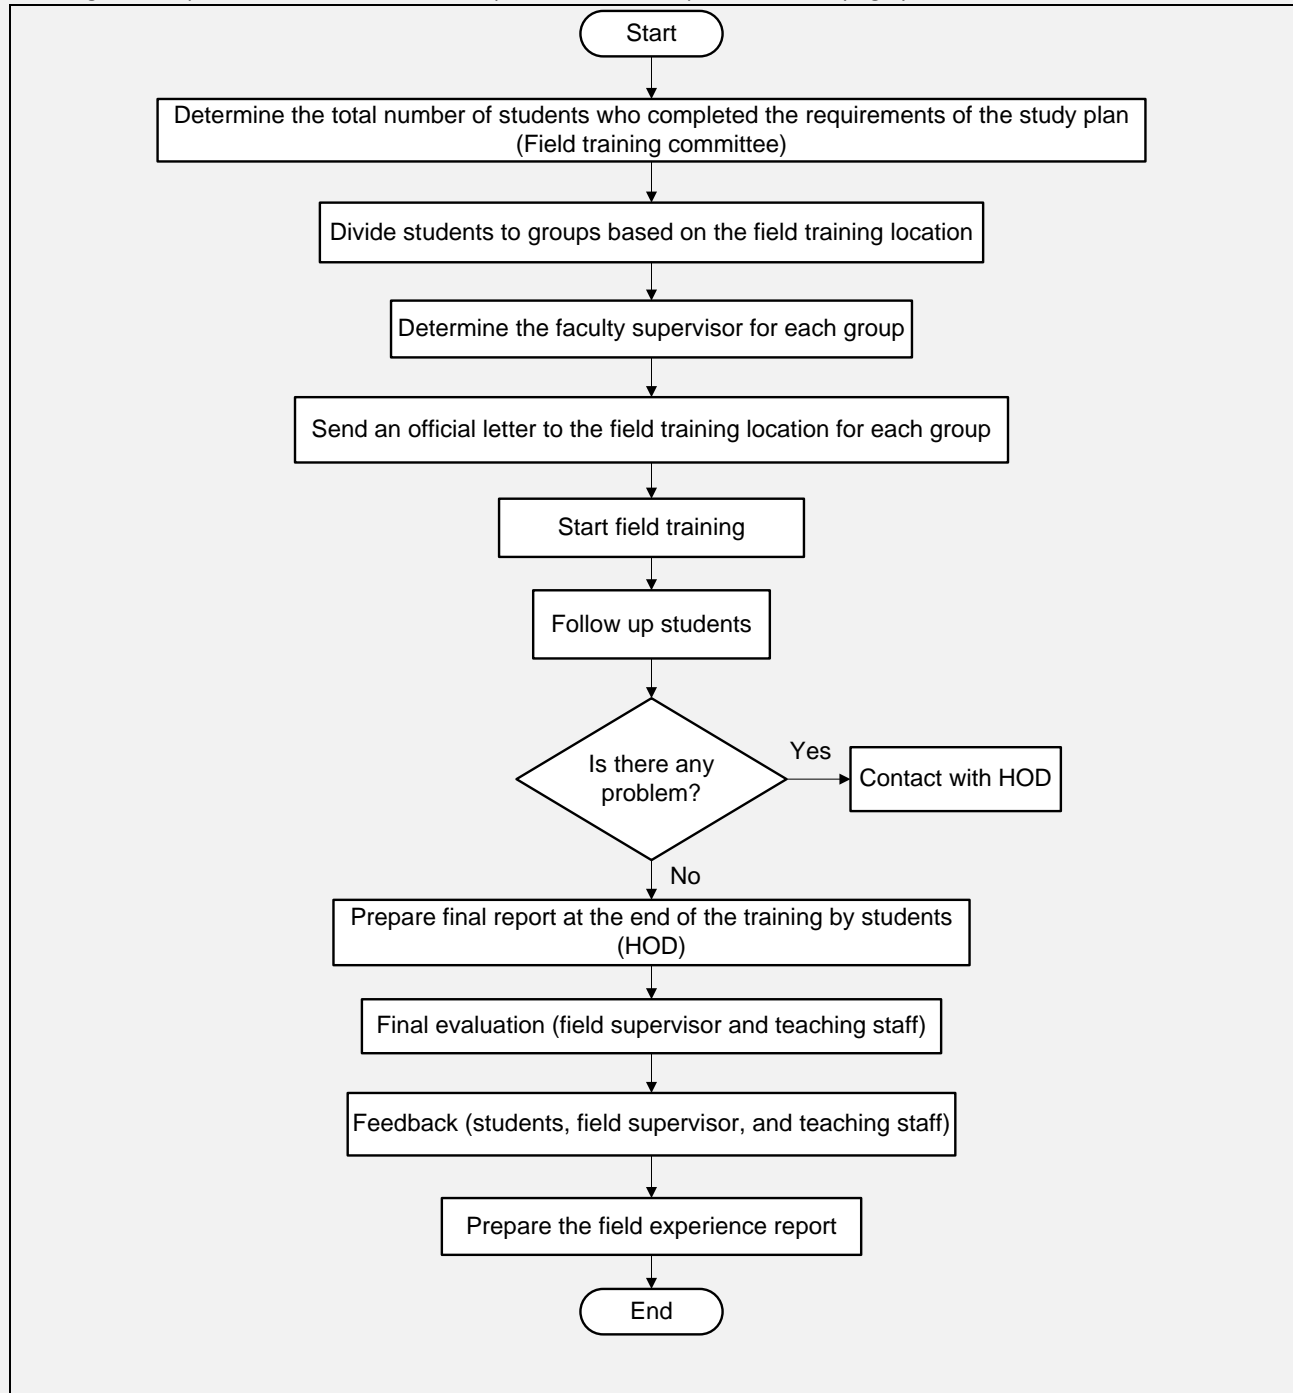 Start
Determine the total number of students who completed the requirements of the study plan
(Field training committee)
Divide students to groups based on the field training location
Determine the faculty supervisor for each group
Send an official letter to the field training location for each group
Start field training
Follow up students
Is there any
problem?
Yes
Contact with HOD
No
Prepare final report at the end of the training by students
(HOD)
Final evaluation (field supervisor and teaching staff)
Feedback (students, field supervisor, and teaching staff)
Prepare the field experience report
End